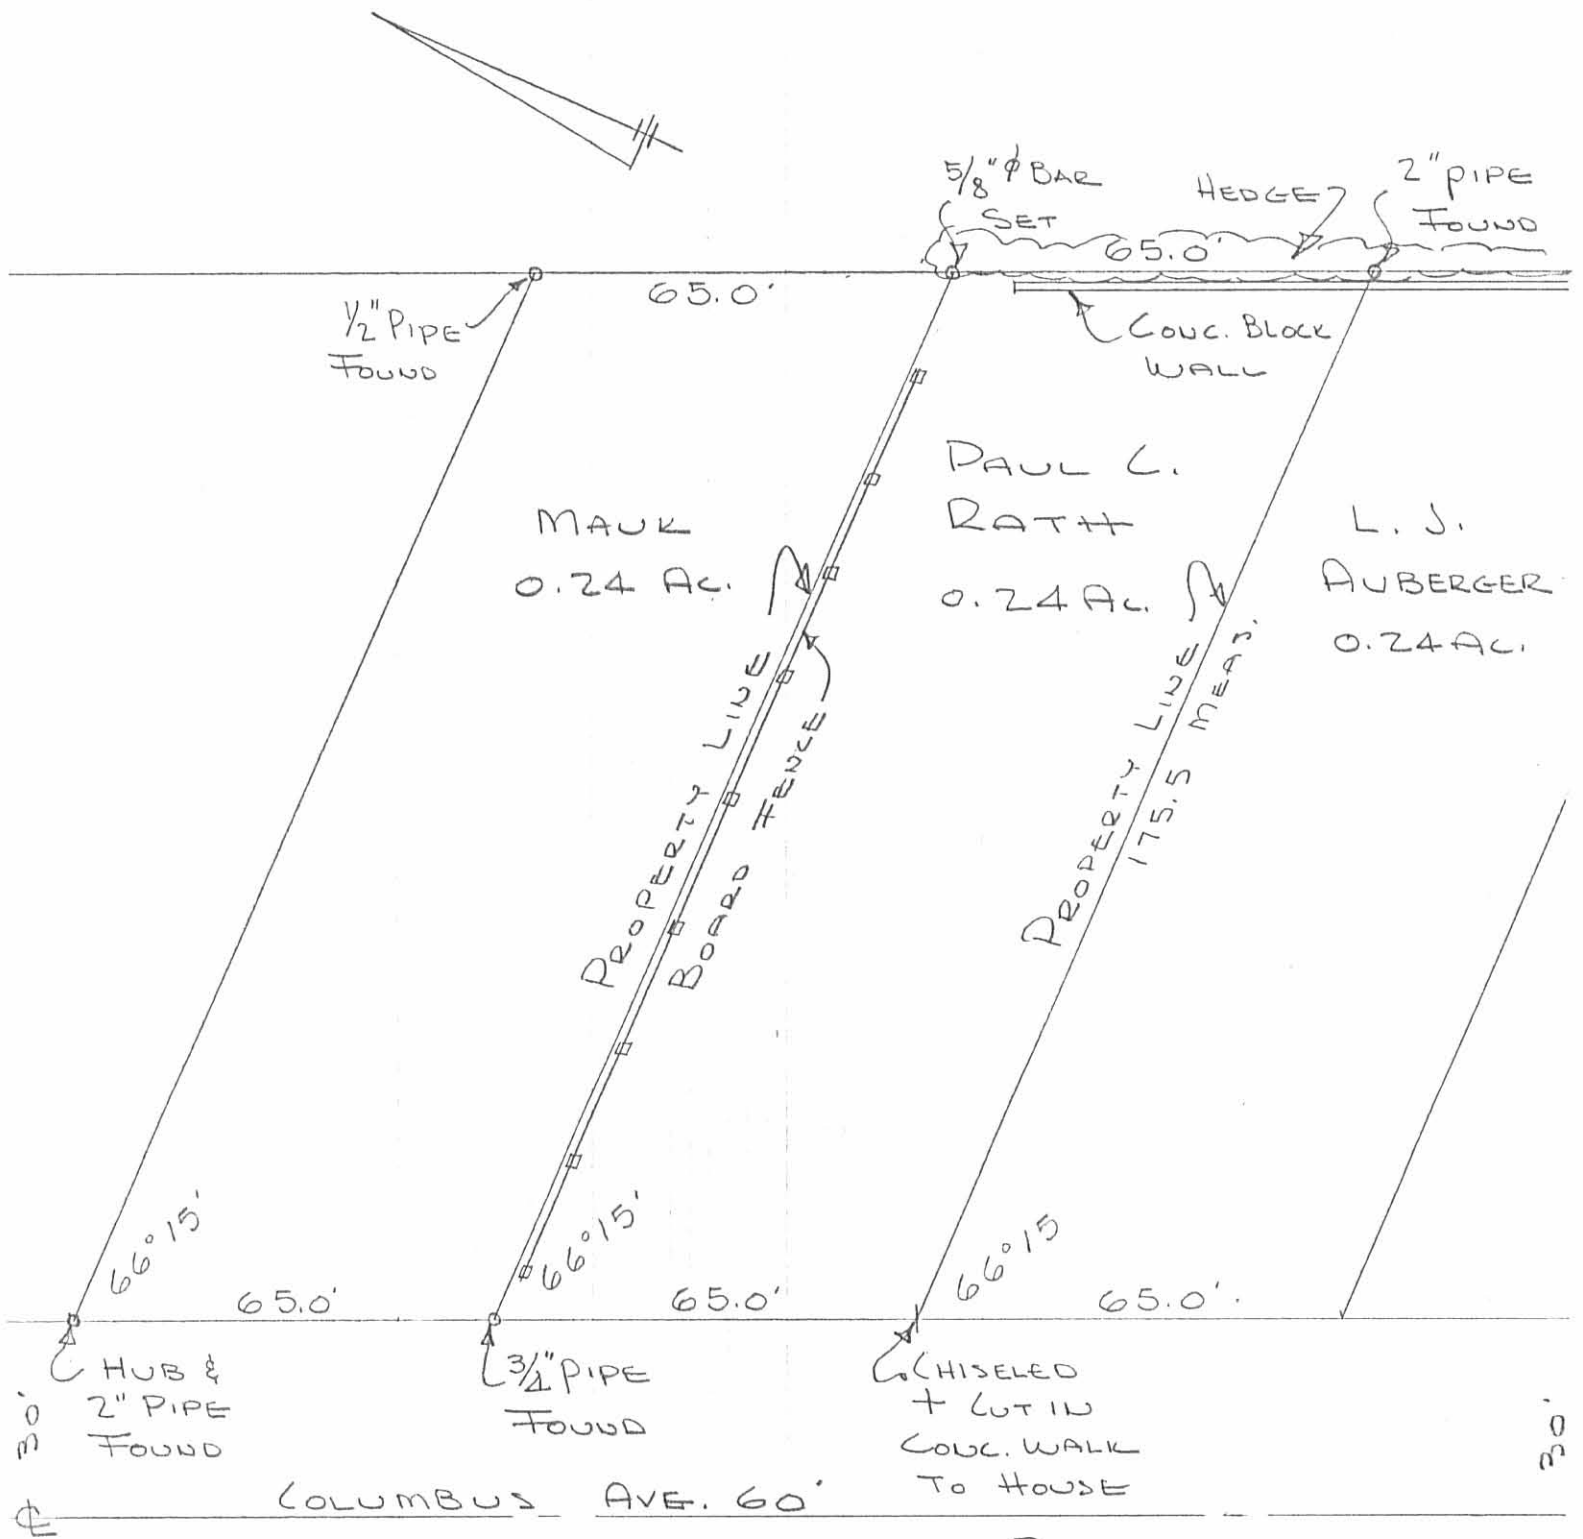 5/8" ϕ BAR
SET
HEDGE
2" PIPE
FOUND
65.0'
65.0'
1/2" PIPE
FOUND
CONC. BLOCK
WALL
MAUK
0.24 AC.
PAUL C.
RATH
0.24 AC.
L. J.
AUBERGER
0.24 AC.
PROPERTY LINE
BOARD FENCE
PROPERTY LINE
175.5 MEAS.
66°15'
66°15'
66°15
65.0'
65.0'
65.0'.
HUB &
2" PIPE
FOUND
3/4" PIPE
FOUND
CHISELED
+ CUT IN
CONC. WALK
TO HOUSE
30'
30'
℄
COLUMBUS AVE. 60'